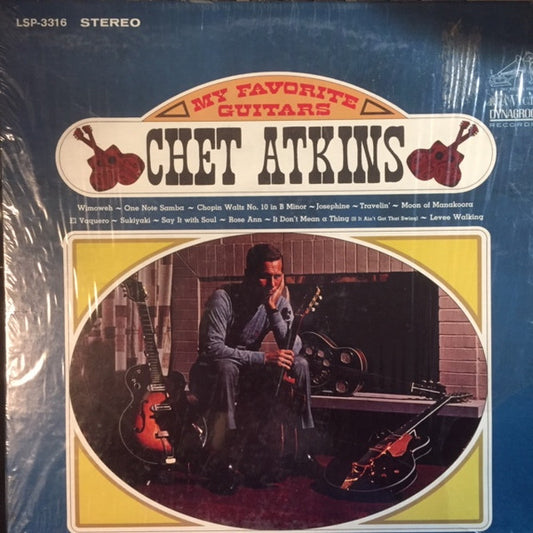 LSP-3316 STEREO
MY FAVORITE
GUITARS
CHET ATKINS
Wimoweh ~ One Note Samba ~ Chopin Waltz No. 10 in B Minor ~ Josephine ~ Travelin' ~ Moon of Manakoora
El Vaquero ~ Sukiyaki ~ Say It with Soul ~ Rose Ann ~ It Don't Mean a Thing (If It Ain't Got That Swing) ~ Levee Walking
DYNAGROOVE
RECORDING